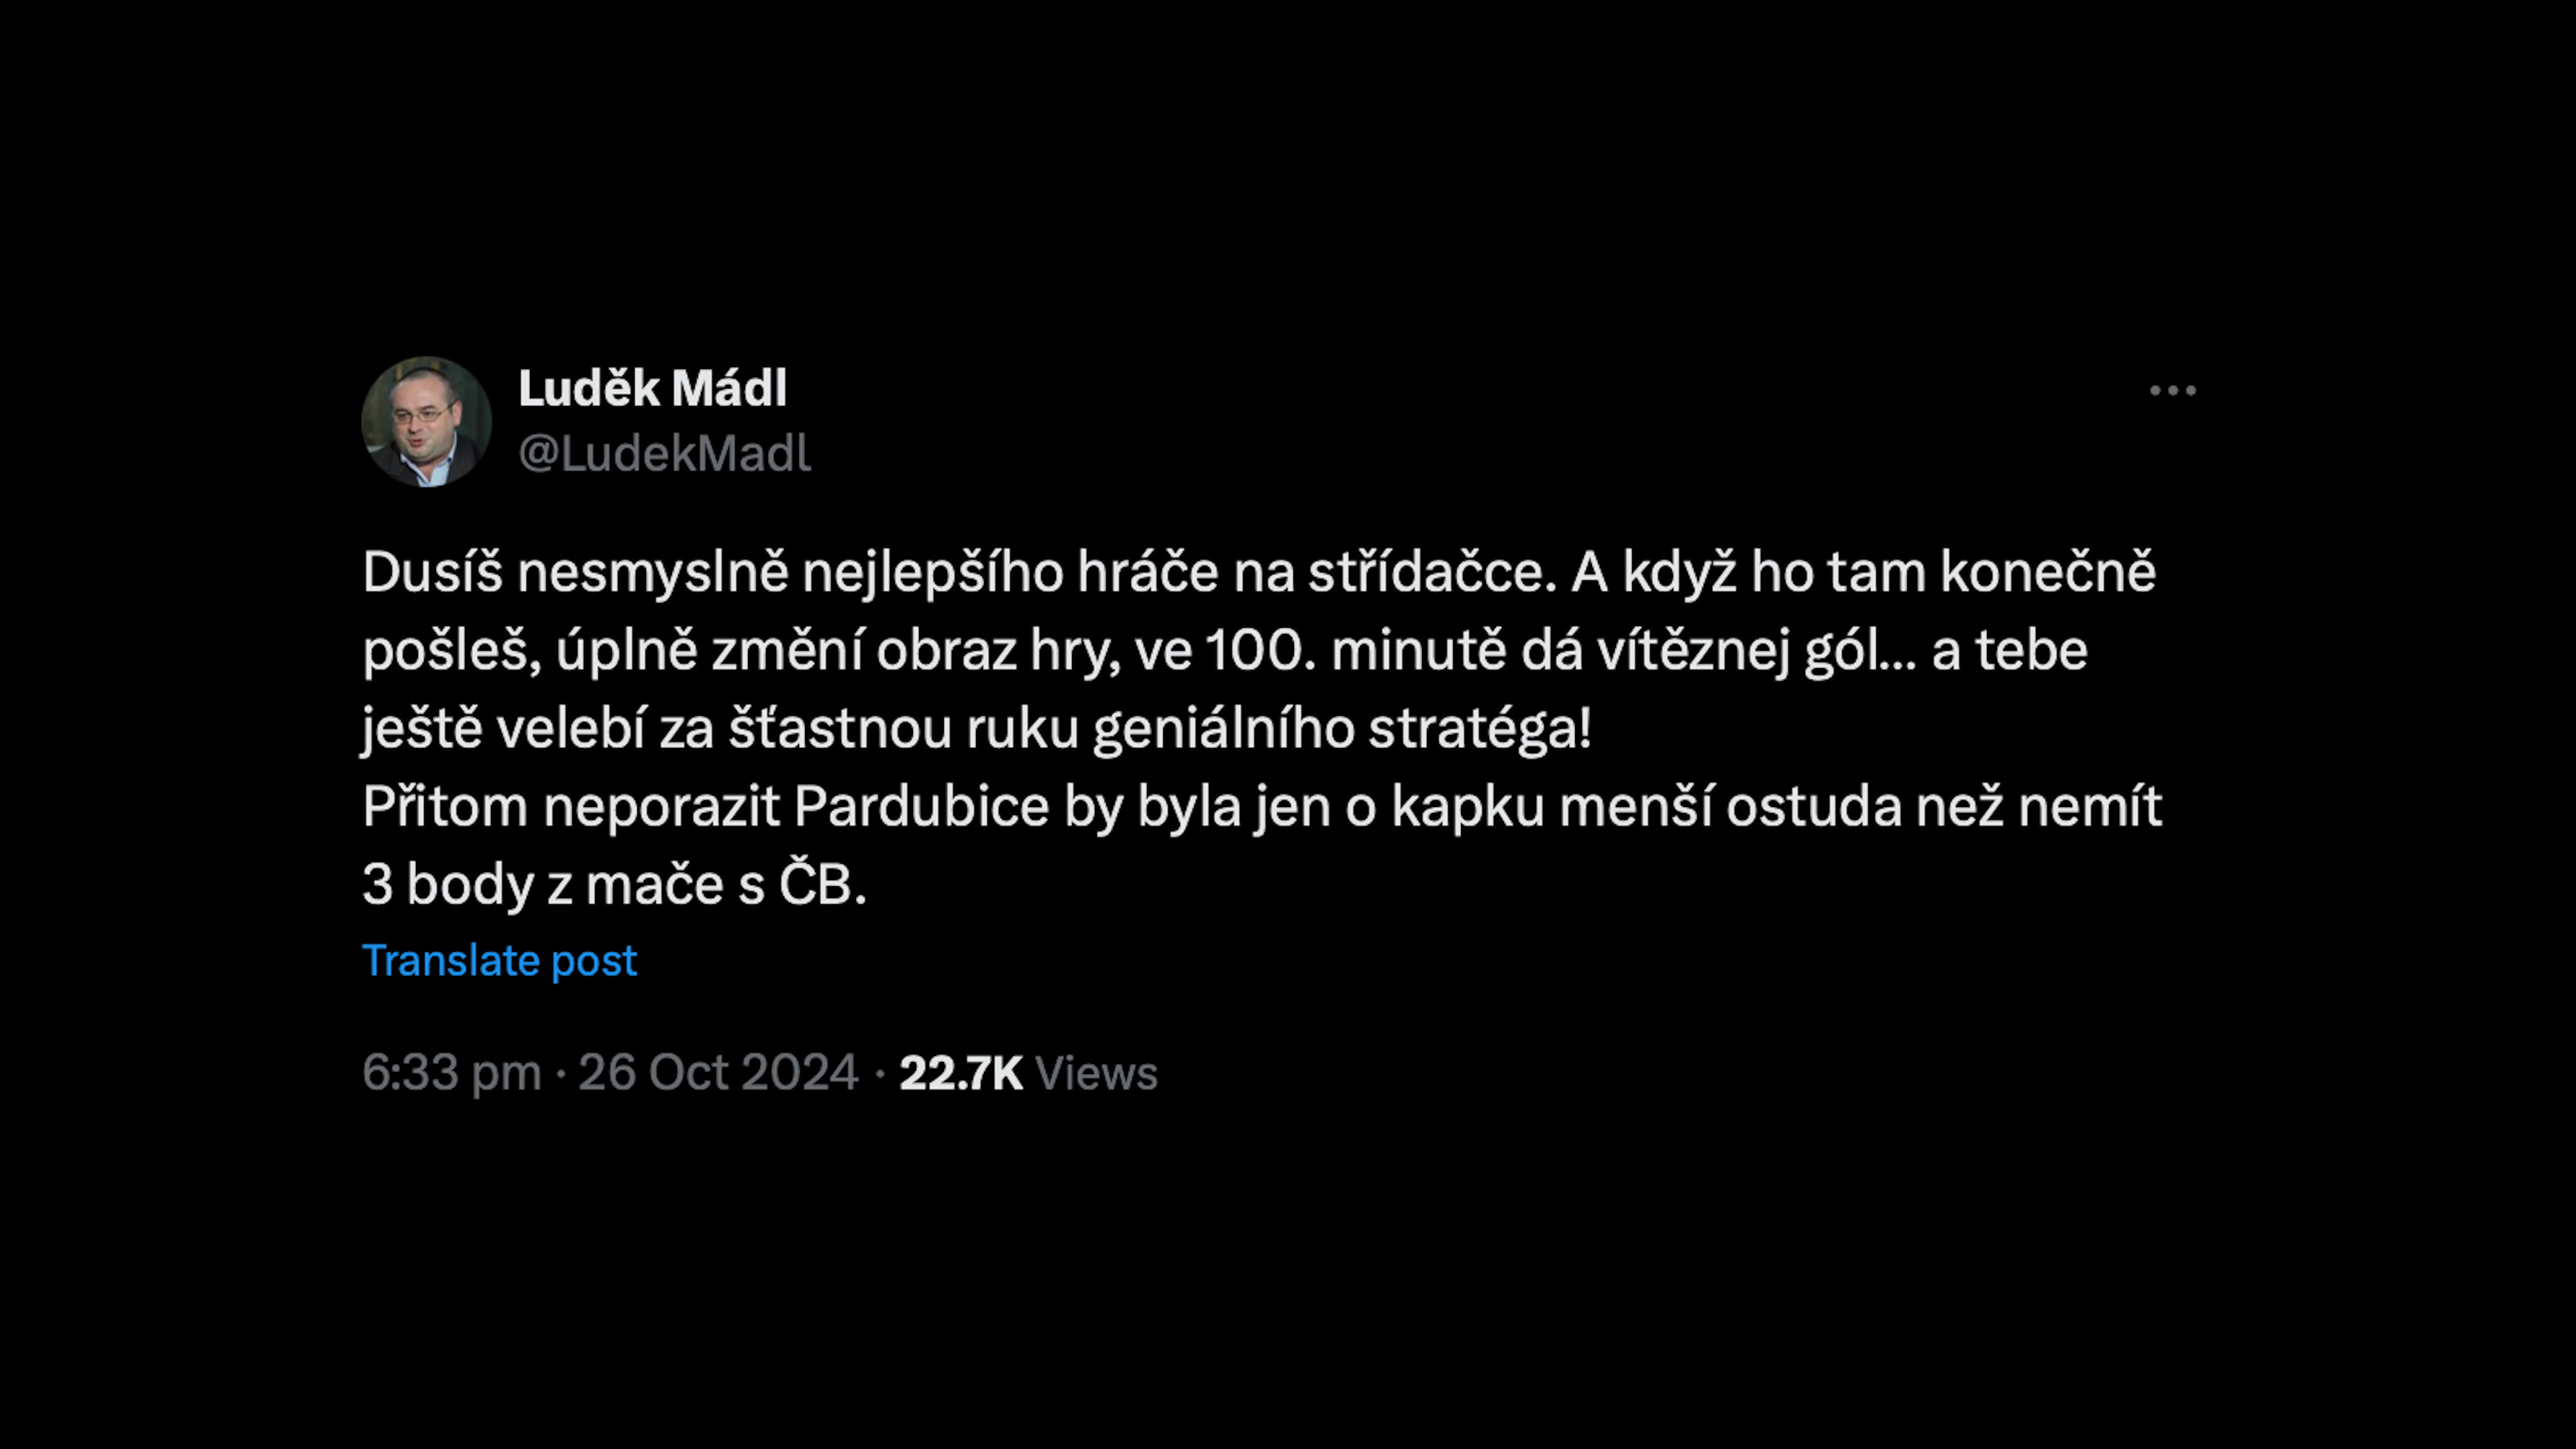 Luděk Mádl
@LudekMadl
Dusíš nesmyslně nejlepšího hráče na střídačce. A když ho tam konečně
pošleš, úplně změní obraz hry, ve 100. minutě dá vítěznej gól... a tebe
ještě velebí za šťastnou ruku geniálního stratéga!
Přitom neporazit Pardubice by byla jen o kapku menší ostuda než nemít
3 body z mače s ČB.
Translate post
6:33 pm · 26 Oct 2024 · 22.7K Views